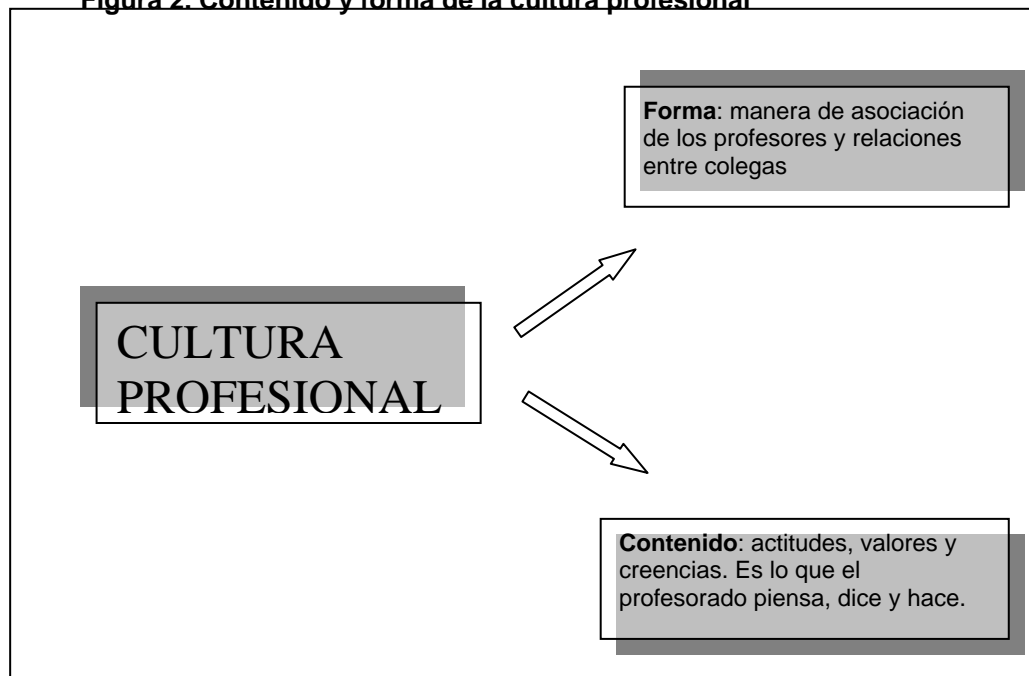 Figura 2. Contenido y forma de la cultura profesional
Forma: manera de asociación
de los profesores y relaciones
entre colegas
CULTURA
PROFESIONAL
Contenido: actitudes, valores y
creencias. Es lo que el
profesorado piensa, dice y hace.